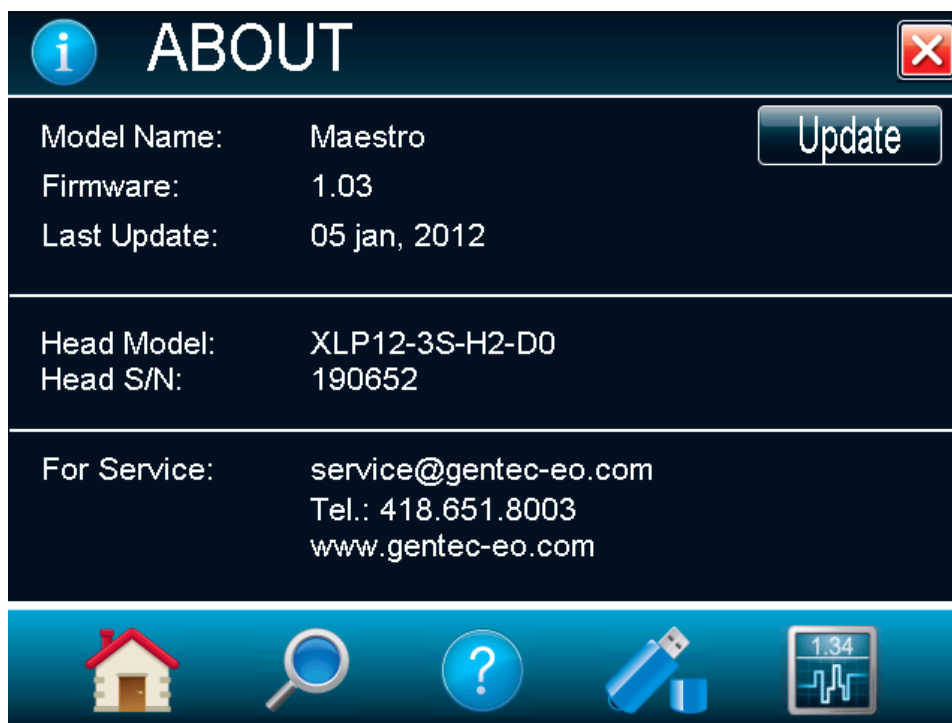 ABOUT
Update
Model Name: Maestro
Firmware: 1.03
Last Update: 05 jan, 2012
Head Model: XLP12-3S-H2-D0
Head S/N: 190652
For Service: service@gentec-eo.com
Tel.: 418.651.8003
www.gentec-eo.com
?
1.34